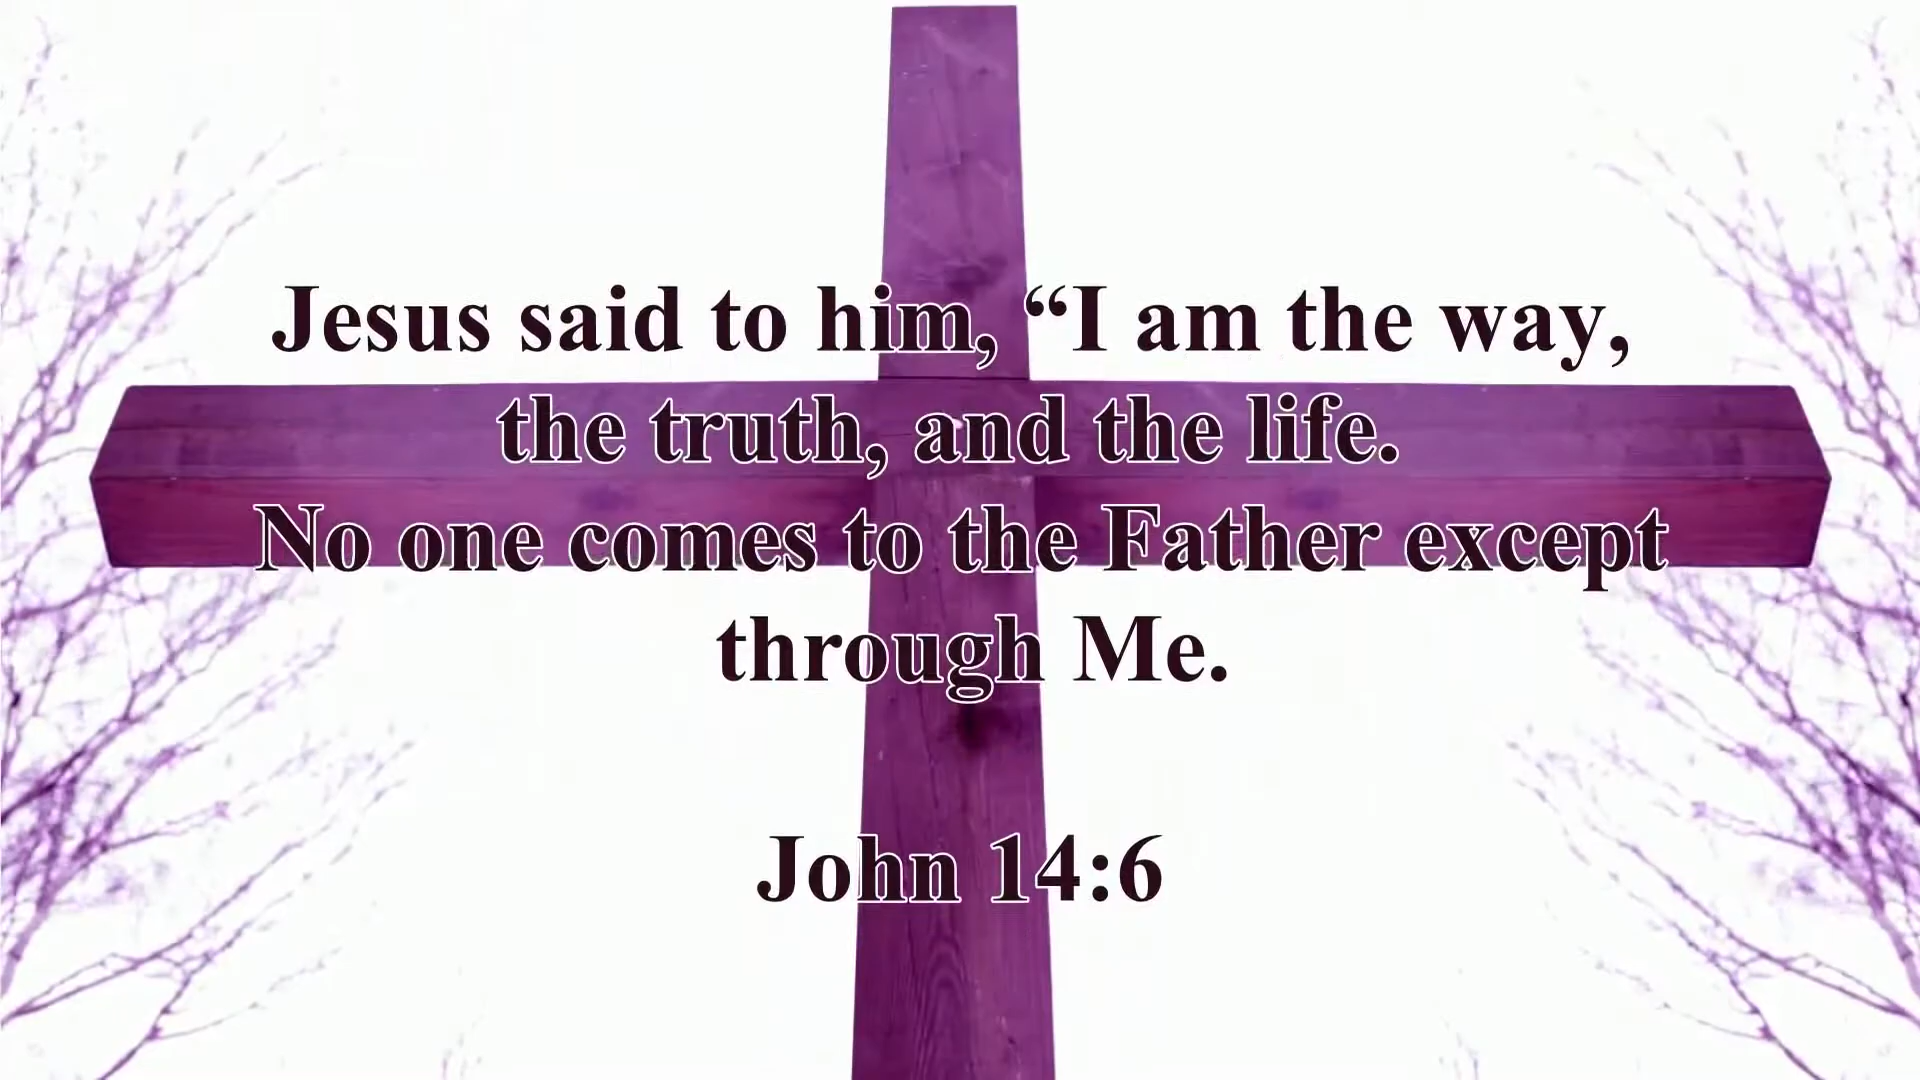 Jesus said to him, “I am the way,
the truth, and the life.
No one comes to the Father except
through Me.
John 14:6